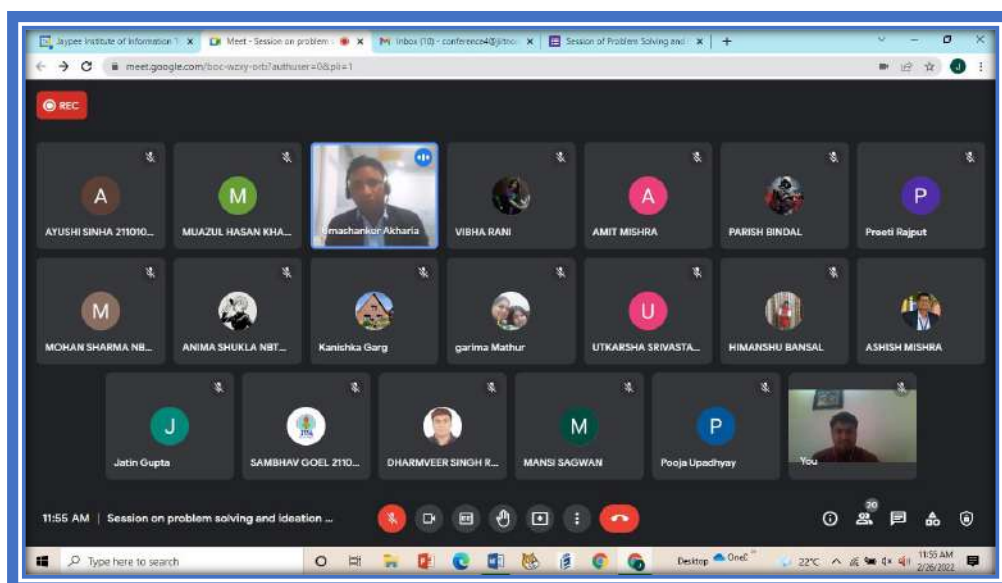 Jaypee Institute of Information T
Meet - Session on problem s
Inbox (10) - conference4@jiitno
Session of Problem Solving and
meet.google.com/boc-wzxy-orb?authuser=0&pli=1
J
REC
A
M
A
P
AYUSHI SINHA 211010...
MUAZUL HASAN KHA...
Umashanker Akharia
VIBHA RANI
AMIT MISHRA
PARISH BINDAL
Preeti Rajput
M
U
MOHAN SHARMA NB...
ANIMA SHUKLA NBT...
Kanishka Garg
garima Mathur
UTKARSHA SRIVASTA...
HIMANSHU BANSAL
ASHISH MISHRA
J
M
P
Jatin Gupta
SAMBHAV GOEL 2110...
DHARMVEER SINGH R...
MANSI SAGWAN
Pooja Upadhyay
You
11:55 AM | Session on problem solving and ideation ...
20
Type here to search
Desktop
OneD
22°C
11:55 AM
2/26/2022